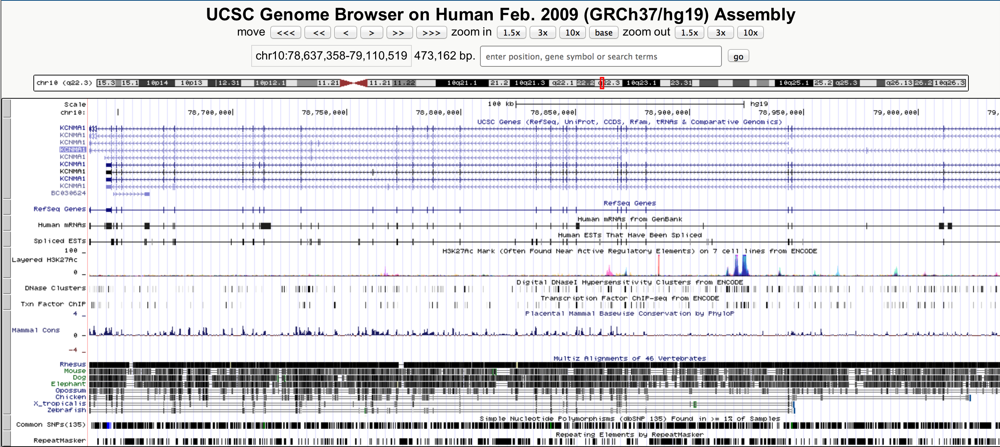 UCSC Genome Browser on Human Feb. 2009 (GRCh37/hg19) Assembly
move <<< << < > >> >>> zoom in 1.5x 3x 10x base zoom out 1.5x 3x 10x
chr10:78,637,358-79,110,519 473,162 bp. enter position, gene symbol or search terms go
chr10 (q22.3) 15.3 15.1 10p14 10p13 12.31 10p12.1 11.21 11.21 11.22 10q21.1 21.2 10q21.3 q22.1 22.2 q22.3 10q23.1 23.31 10q25.1 25.2 q25.3 q26.13 26.2 10q26.3
Scale 100 kb hg19
chr10: 78,700,000 78,750,000 78,800,000 78,850,000 78,900,000 78,950,000 79,000,000 79,
UCSC Genes (RefSeq, UniProt, CCDS, Rfam, tRNAs & Comparative Genomics)
KCNMA1
KCNMA1
KCNMA1
KCNMA1
KCNMA1
KCNMA1
KCNMA1
KCNMA1
KCNMA1
BC030624
RefSeq Genes
RefSeq Genes
Human mRNAs from GenBank
Human mRNAs
Human ESTs That Have Been Spliced
Spliced ESTs
H3K27Ac Mark (Often Found Near Active Regulatory Elements) on 7 cell lines from ENCODE
100 _
Layered H3K27Ac
0 _
Digital DNaseI Hypersensitivity Clusters from ENCODE
DNase Clusters
Transcription Factor ChIP-seq from ENCODE
Txn Factor ChIP
Placental Mammal Basewise Conservation by PhyloP
4 _
Mammal Cons
0 _
-4 _
Multiz Alignments of 46 Vertebrates
Rhesus
Mouse
Dog
Elephant
Opossum
Chicken
X_tropicalis
Zebrafish
Simple Nucleotide Polymorphisms (dbSNP 135) Found in >= 1% of Samples
Common SNPs(135)
Repeating Elements by RepeatMasker
RepeatMasker